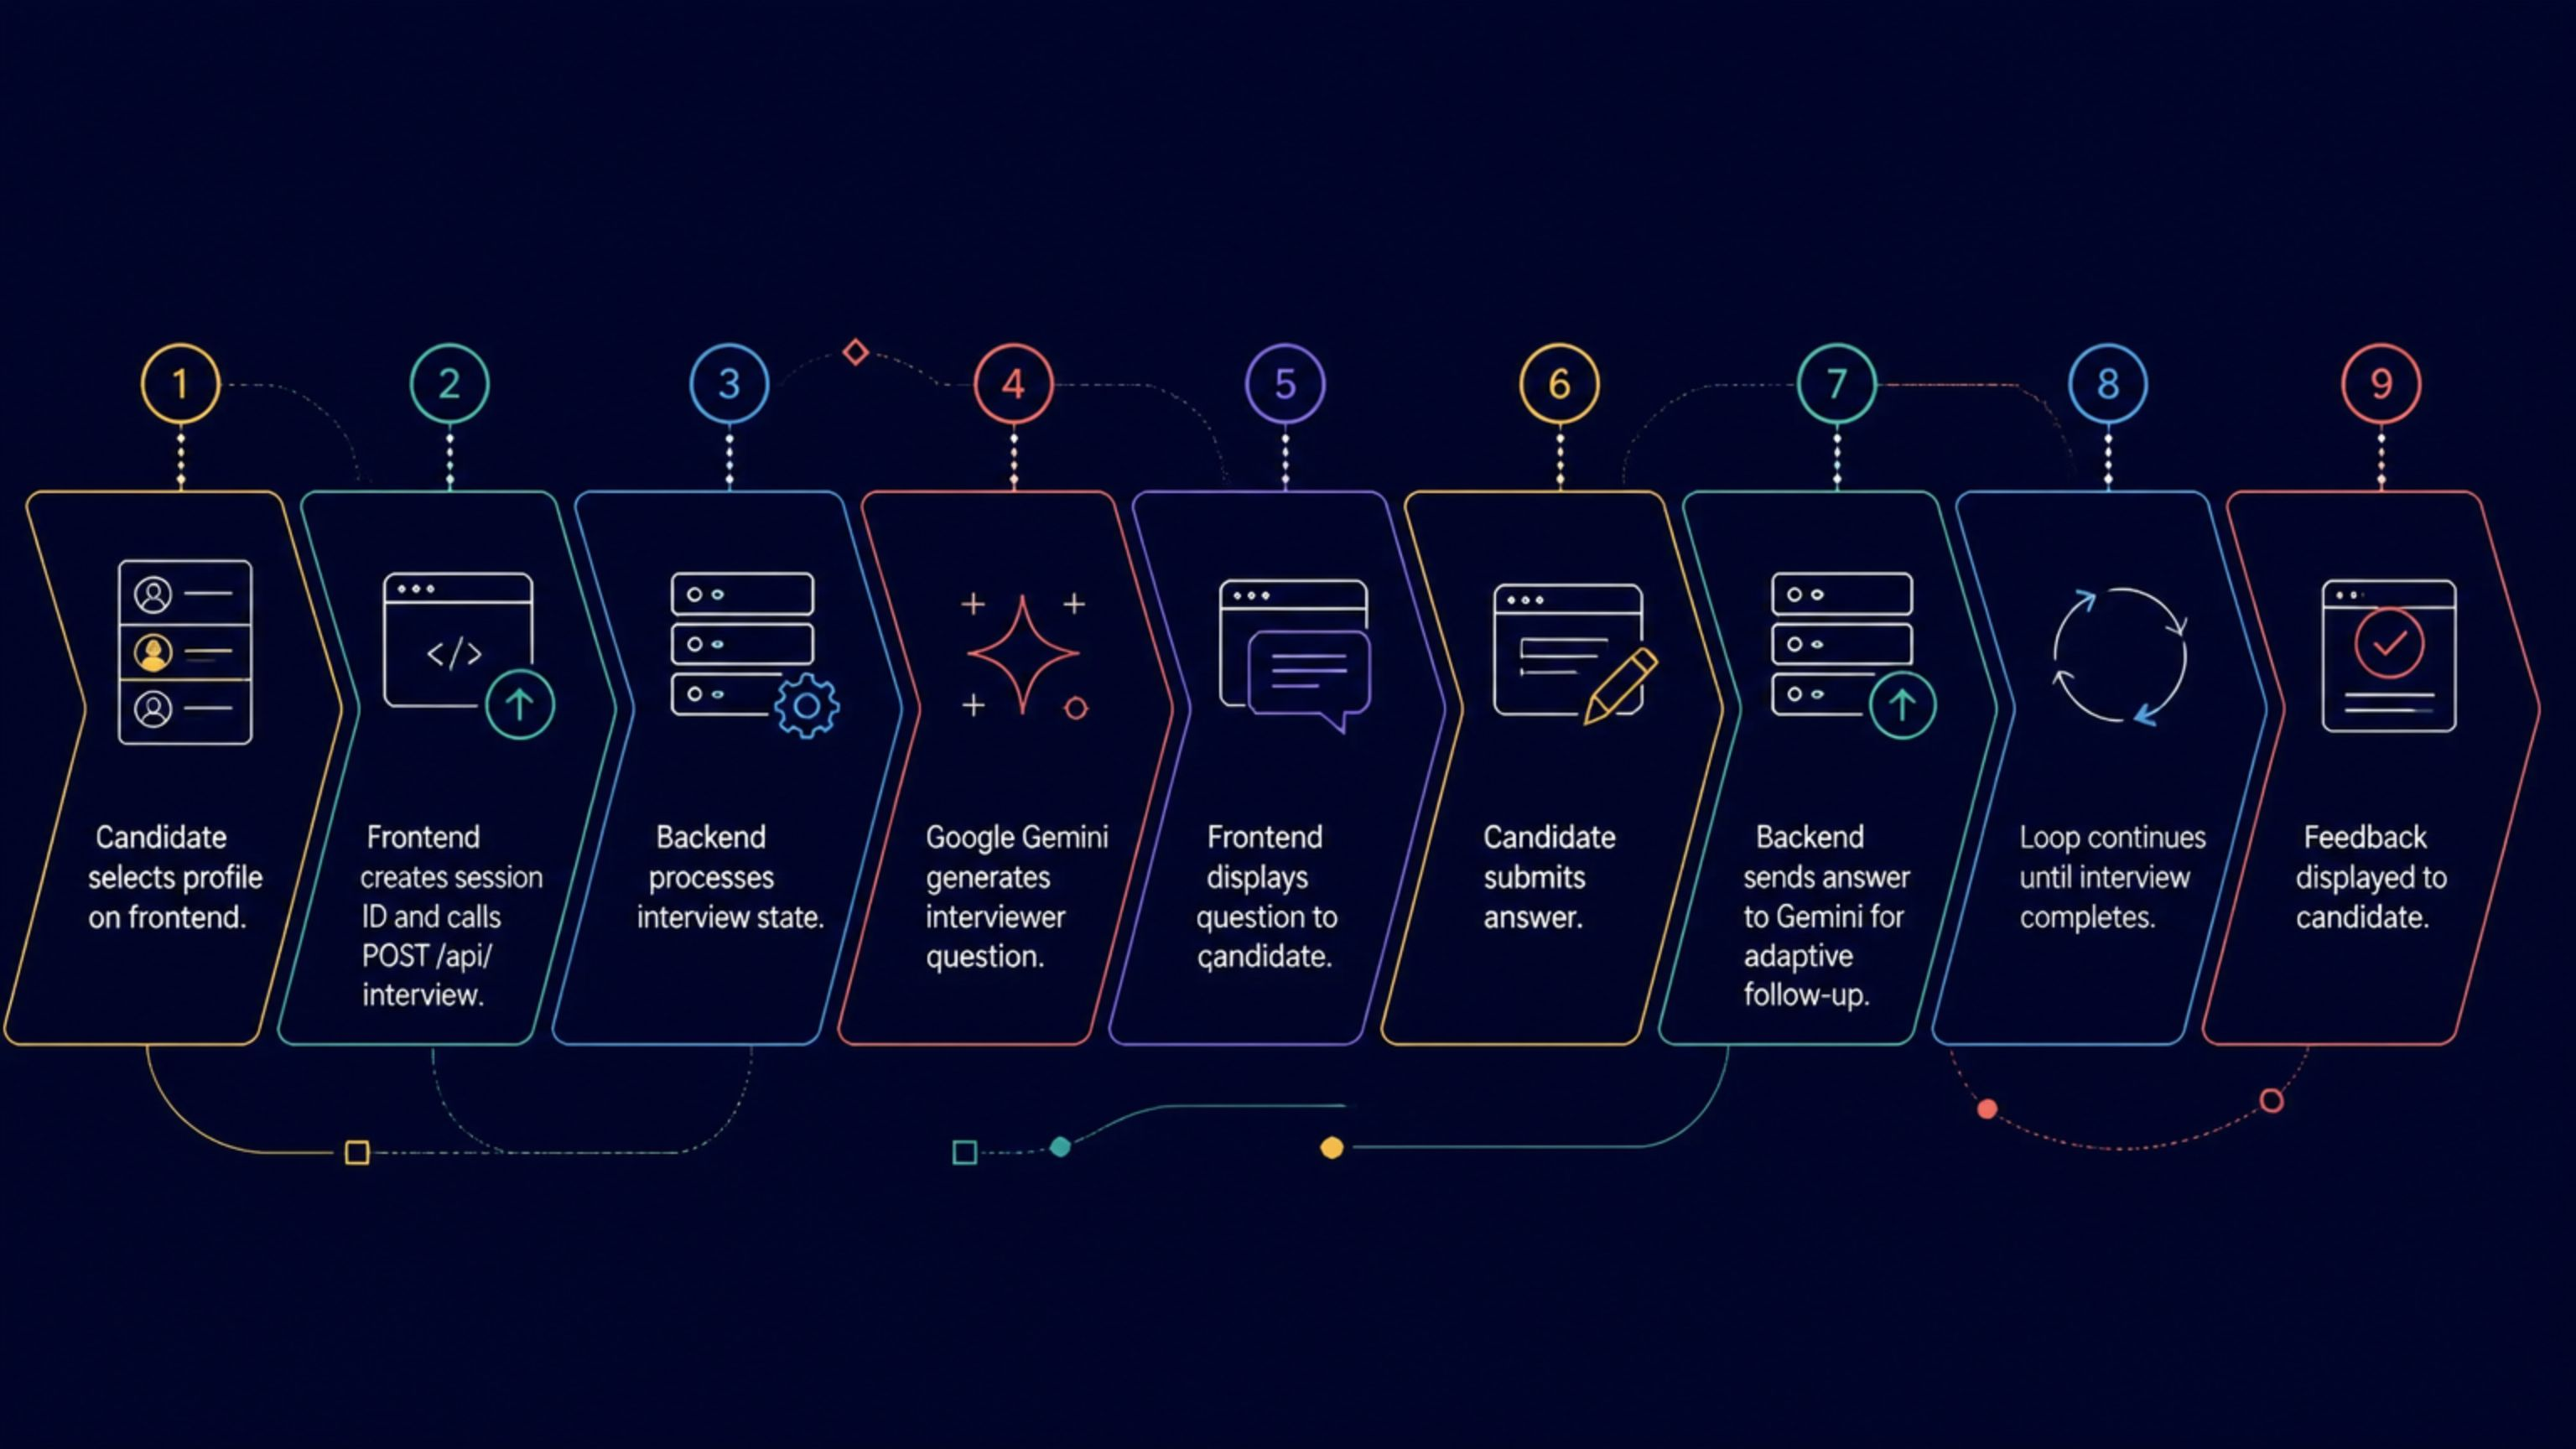 1
2
3
4
5
6
7
8
9
</>
Candidate
selects profile
on frontend.
Frontend
creates session
ID and calls
POST /api/
interview.
Backend
processes
interview state.
Google Gemini
generates
interviewer
question.
Frontend
displays
question to
candidate.
Candidate
submits
answer.
Backend
sends answer
to Gemini for
adaptive
follow-up.
Loop continues
until interview
completes.
Feedback
displayed to
candidate.